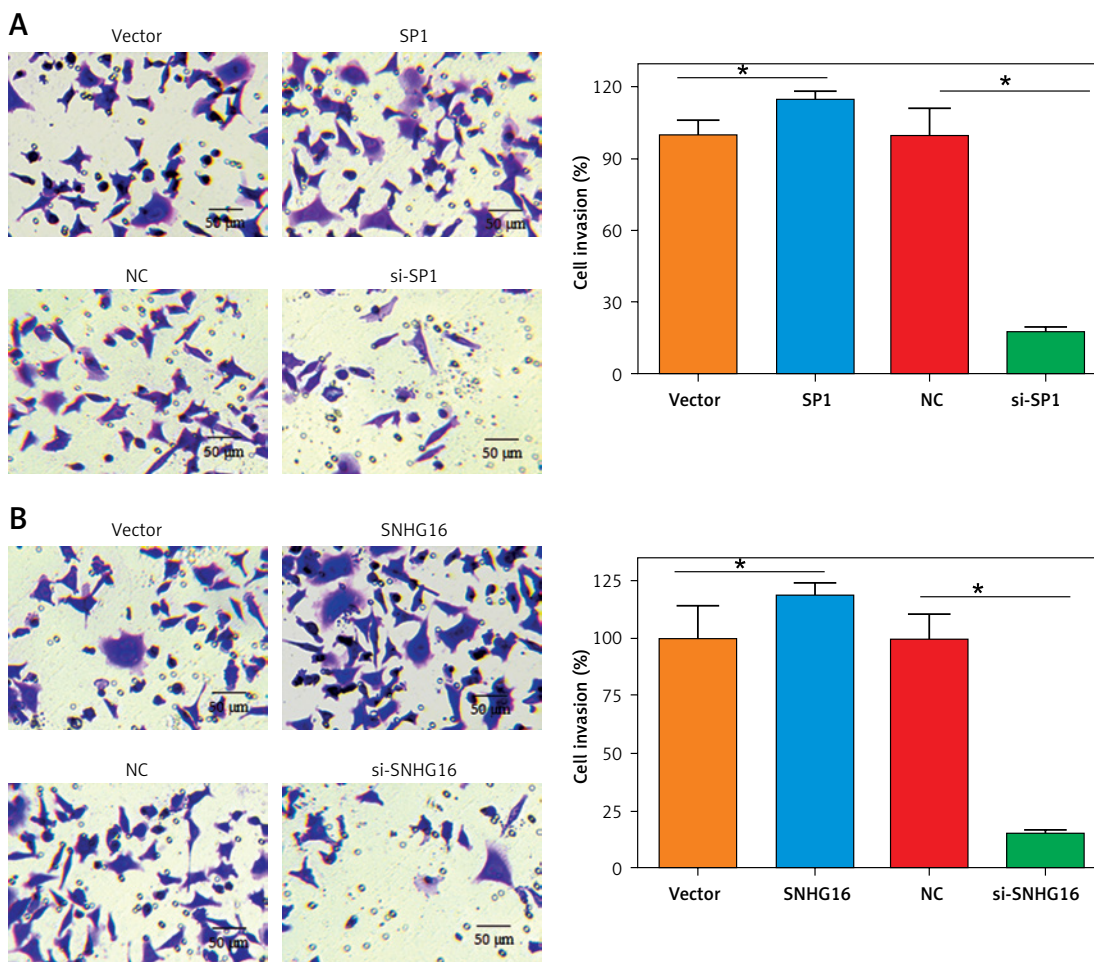 A
Vector
SP1
50 µm
50 µm
NC
si-SP1
50 µm
50 µm
Cell invasion (%)
120
90
60
30
0
*
*
Vector
SP1
NC
si-SP1
B
Vector
SNHG16
50 µm
50 µm
NC
si-SNHG16
50 µm
50 µm
Cell invasion (%)
125
100
75
50
25
0
*
*
Vector
SNHG16
NC
si-SNHG16